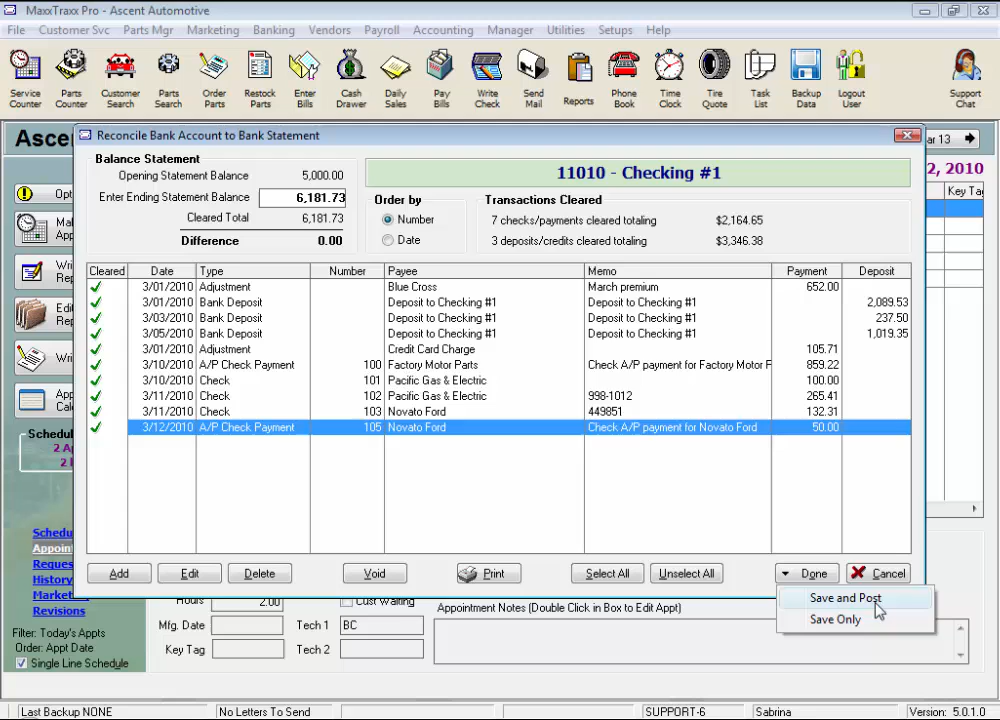 MaxxTraxx Pro - Ascent Automotive
File Customer Svc Parts Mgr Marketing Banking Vendors Payroll Accounting Manager Utilities Setups Help
Service Counter
Parts Counter
Customer Search
Parts Search
Order Parts
Restock Parts
Enter Bills
Cash Drawer
Daily Sales
Pay Bills
Write Check
Send Mail
Reports
Phone Book
Time Clock
Tire Quote
Task List
Backup Data
Logout User
Support Chat
Reconcile Bank Account to Bank Statement
ar 13
2, 2010
Key Tag
Balance Statement
Opening Statement Balance 5,000.00
Enter Ending Statement Balance 6,181.73
Cleared Total 6,181.73
Difference 0.00
11010 - Checking #1
Order by
Number
Date
Transactions Cleared
7 checks/payments cleared totaling $2,164.65
3 deposits/credits cleared totaling $3,346.38
Cleared Date Type Number Payee Memo Payment Deposit
3/01/2010 Adjustment Blue Cross March premium 652.00
3/01/2010 Bank Deposit Deposit to Checking #1 Deposit to Checking #1 2,089.53
3/03/2010 Bank Deposit Deposit to Checking #1 Deposit to Checking #1 237.50
3/05/2010 Bank Deposit Deposit to Checking #1 Deposit to Checking #1 1,019.35
3/01/2010 Adjustment Credit Card Charge 105.71
3/10/2010 A/P Check Payment 100 Factory Motor Parts Check A/P payment for Factory Motor F 859.22
3/10/2010 Check 101 Pacific Gas & Electric 100.00
3/11/2010 Check 102 Pacific Gas & Electric 998-1012 265.41
3/11/2010 Check 103 Novato Ford 449851 132.31
3/12/2010 A/P Check Payment 105 Novato Ford Check A/P payment for Novato Ford 50.00
Add Edit Delete Void Print Select All Unselect All Done Cancel
Save and Post
Save Only
Hours 2.00
Cust Waiting
Mfg. Date Tech 1 BC
Key Tag Tech 2
Appointment Notes (Double Click in Box to Edit Appt)
Filter: Today's Appts
Order: Appt Date
Single Line Schedule
History
Revisions
Last Backup NONE No Letters To Send SUPPORT-6 Sabrina Version: 5.0.1.0